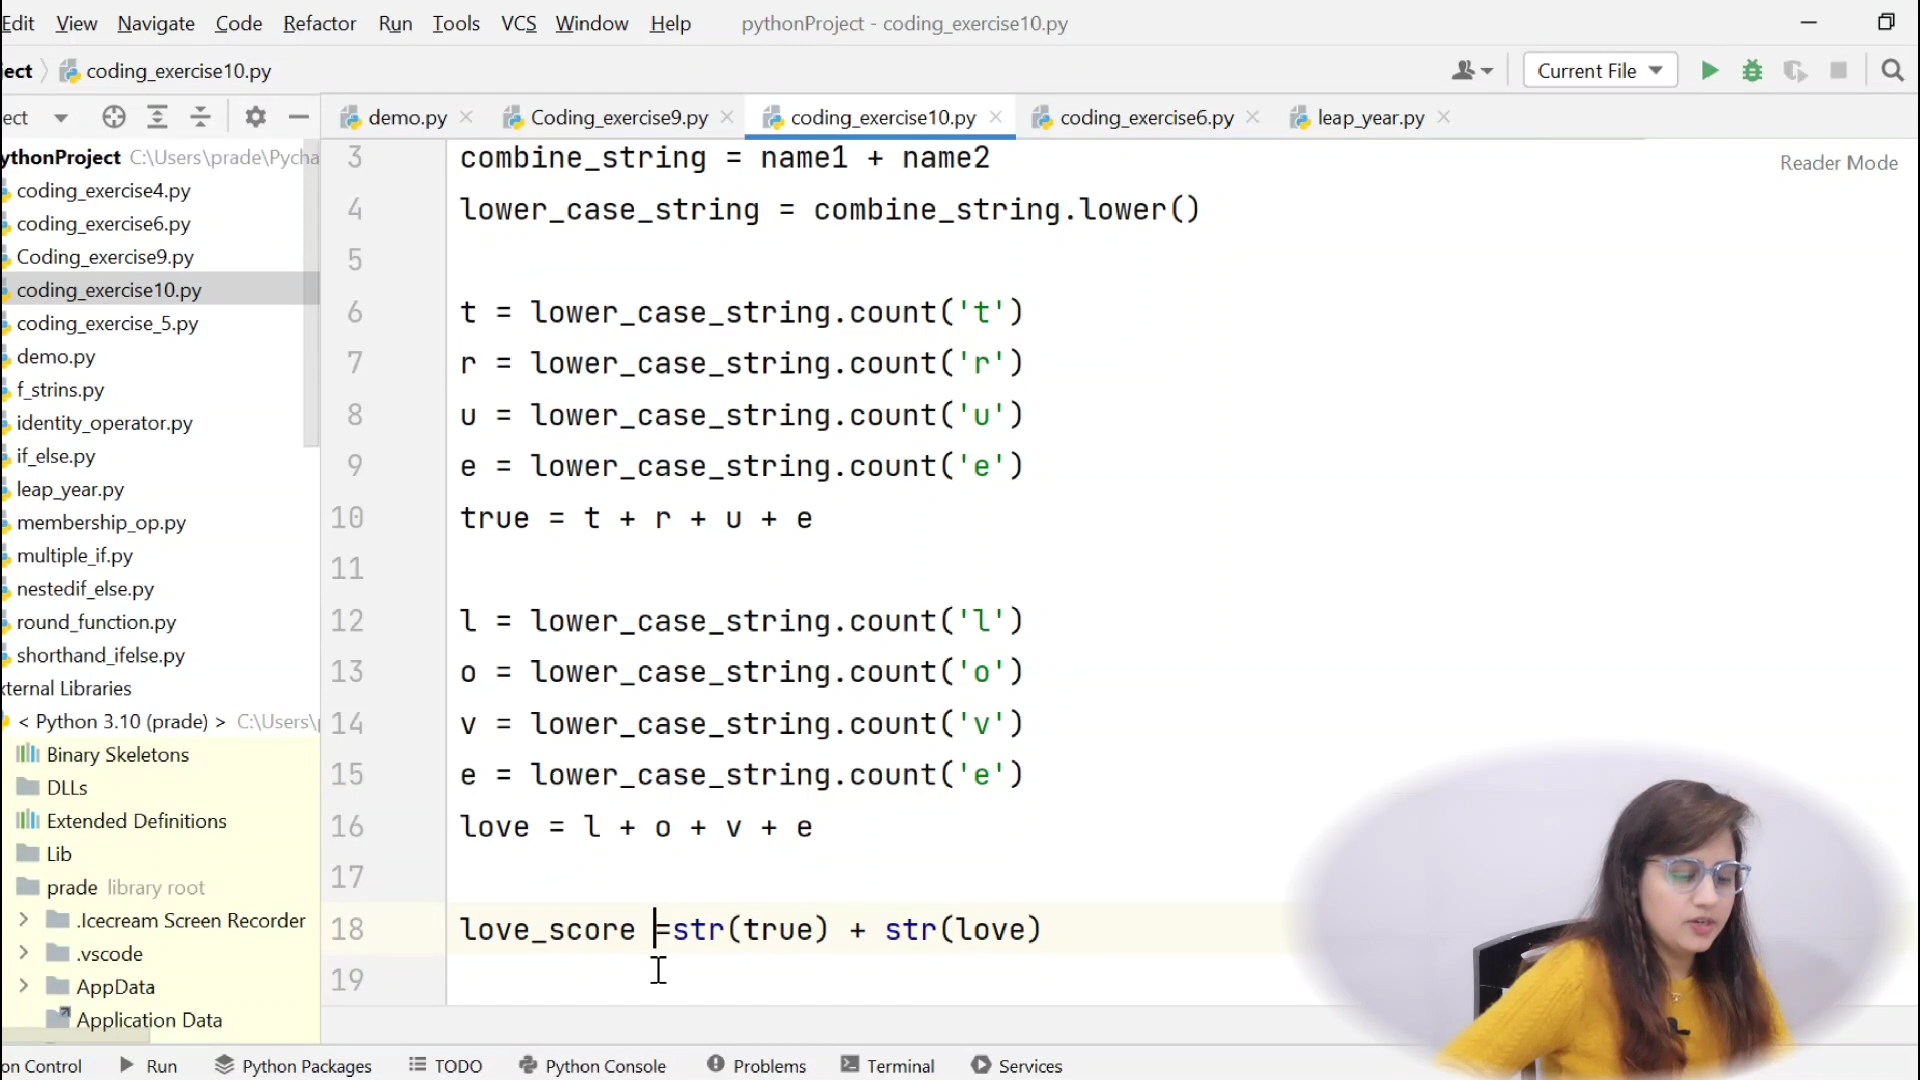 Edit View Navigate Code Refactor Run Tools VCS Window Help pythonProject - coding_exercise10.py
ject coding_exercise10.py Current File
ect demo.py Coding_exercise9.py coding_exercise10.py coding_exercise6.py leap_year.py
ythonProject C:\Users\prade\Pycha
coding_exercise4.py
coding_exercise6.py
Coding_exercise9.py
coding_exercise10.py
coding_exercise_5.py
demo.py
f_strins.py
identity_operator.py
if_else.py
leap_year.py
membership_op.py
multiple_if.py
nestedif_else.py
round_function.py
shorthand_ifelse.py
xternal Libraries
< Python 3.10 (prade) > C:\Users\p
Binary Skeletons
DLLs
Extended Definitions
Lib
prade library root
.Icecream Screen Recorder
.vscode
AppData
Application Data
Reader Mode
3 combine_string = name1 + name2
4 lower_case_string = combine_string.lower()
5
6 t = lower_case_string.count('t')
7 r = lower_case_string.count('r')
8 u = lower_case_string.count('u')
9 e = lower_case_string.count('e')
10 true = t + r + u + e
11
12 l = lower_case_string.count('l')
13 o = lower_case_string.count('o')
14 v = lower_case_string.count('v')
15 e = lower_case_string.count('e')
16 love = l + o + v + e
17
18 love_score =str(true) + str(love)
19
on Control Run Python Packages TODO Python Console Problems Terminal Services